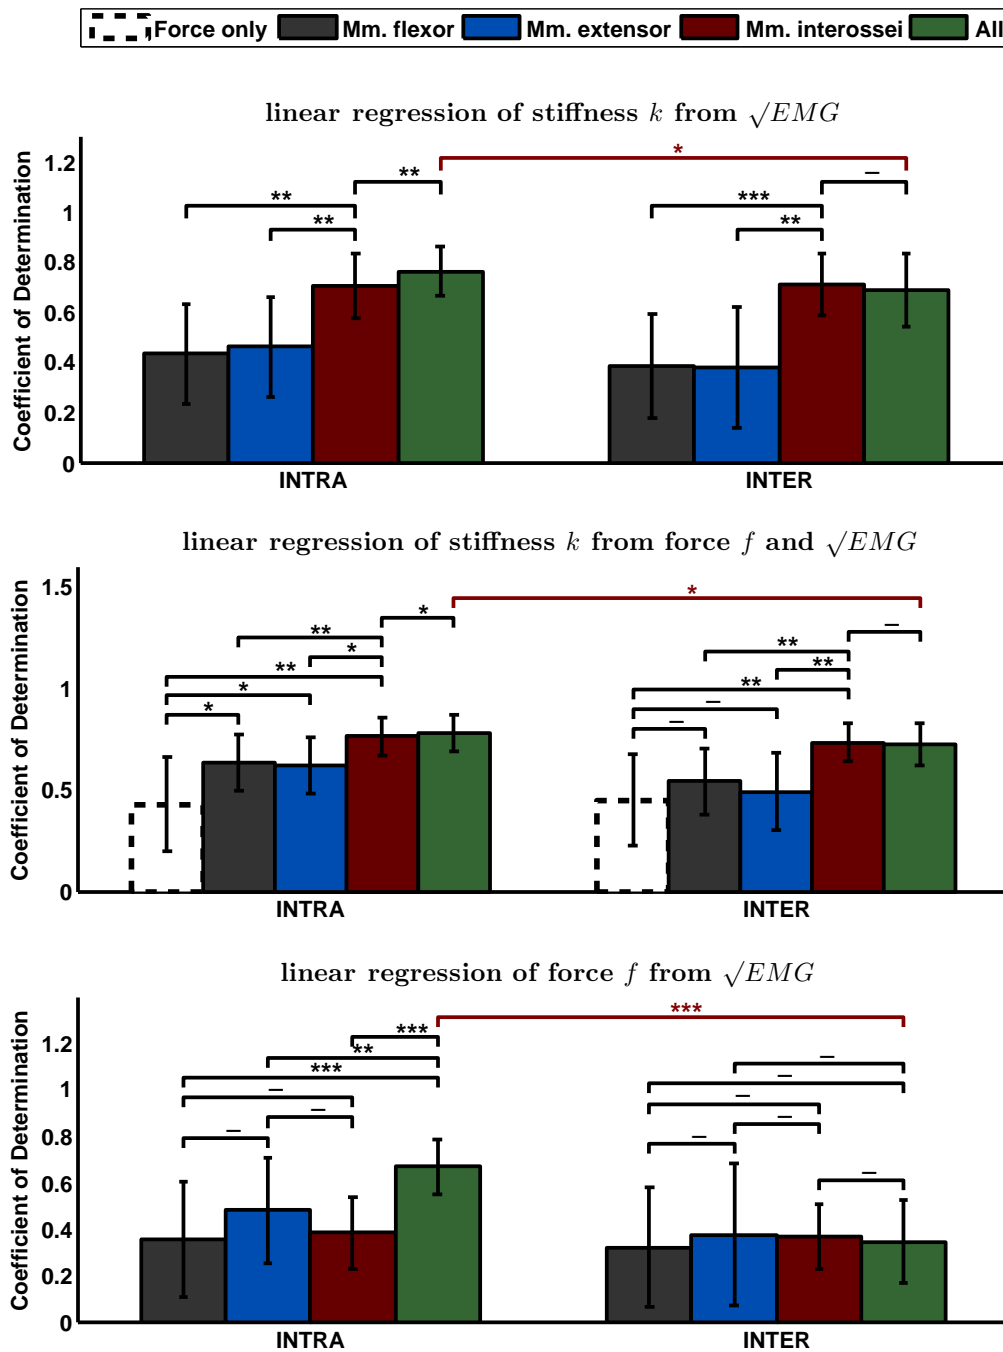 Force only Mm. flexor Mm. extensor Mm. interossei All
linear regression of stiffness k from √EMG
Coefficient of Determination
1.2
1
0.8
0.6
0.4
0.2
0
** ** ** *
*** ** –
INTRA INTER
linear regression of stiffness k from force f and √EMG
Coefficient of Determination
1.5
1
0.5
0
* * ** * ** * *
– – ** ** ** –
INTRA INTER
linear regression of force f from √EMG
Coefficient of Determination
1.2
1
0.8
0.6
0.4
0.2
0
– – – *** ** *** ***
– – – – – –
INTRA INTER